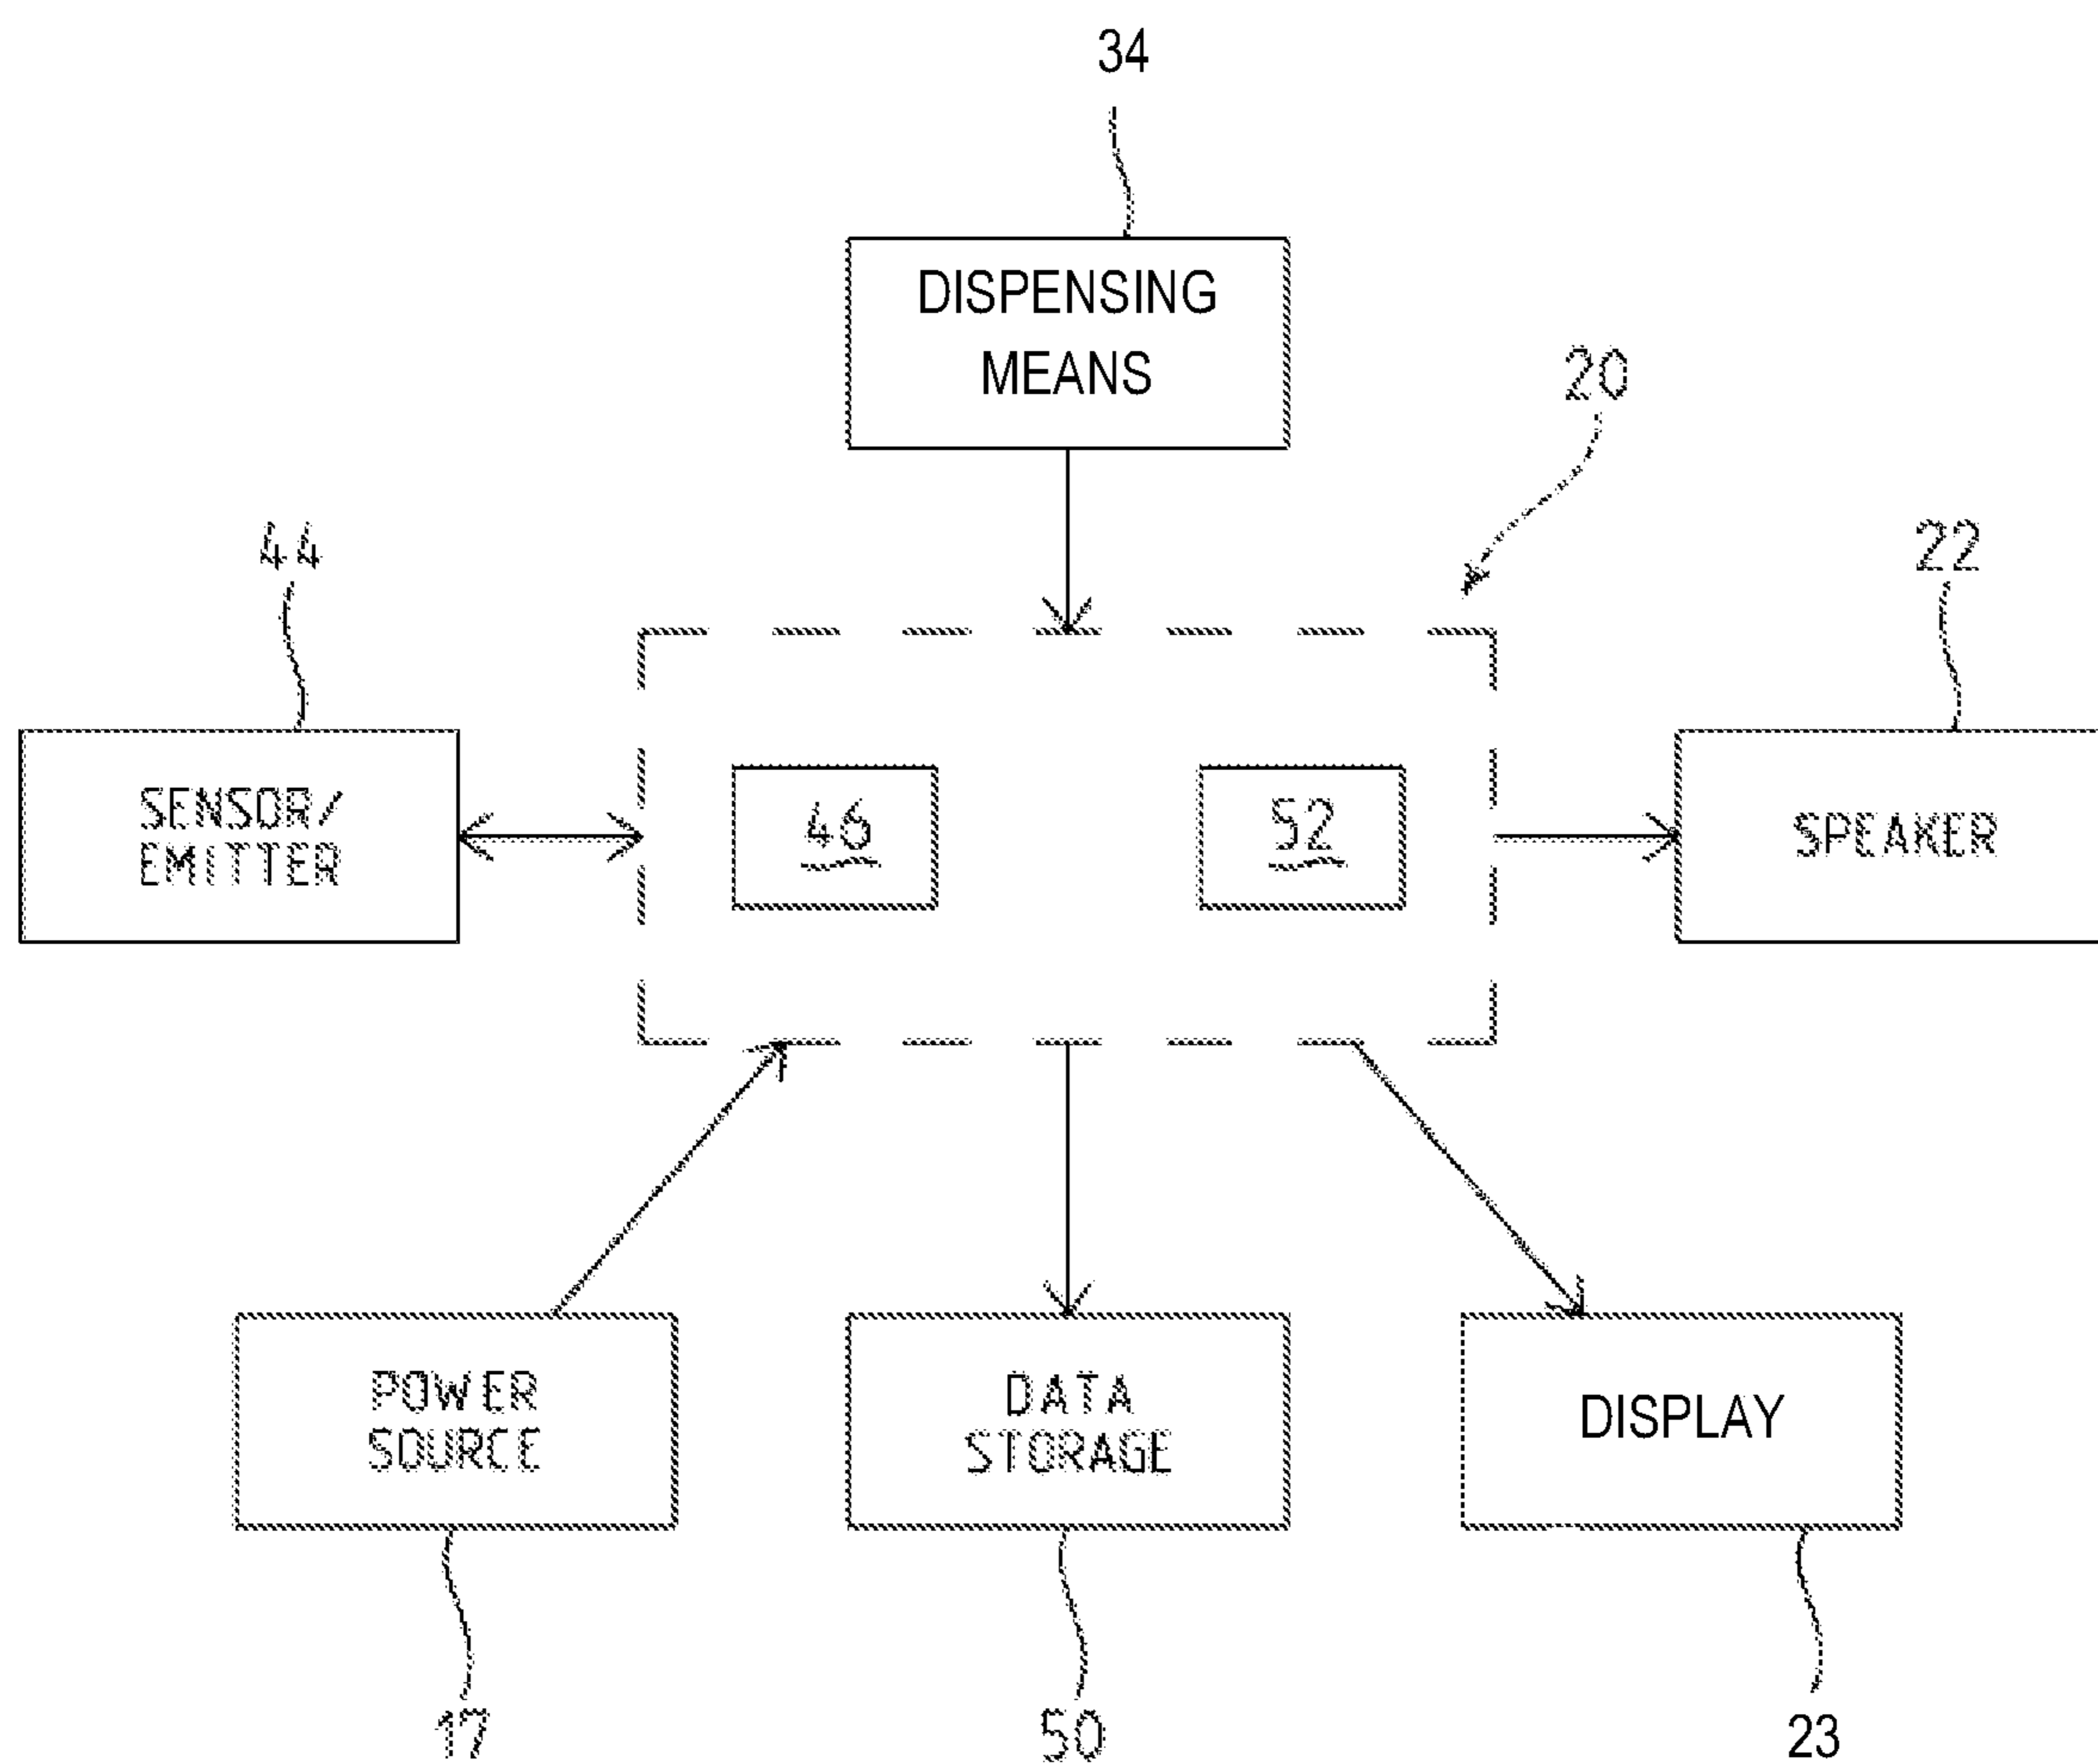 34
DISPENSING
MEANS
20
44
22
SENSOR/
EMITTER
46
52
SPEAKER
POWER
SOURCE
DATA
STORAGE
DISPLAY
17
50
23